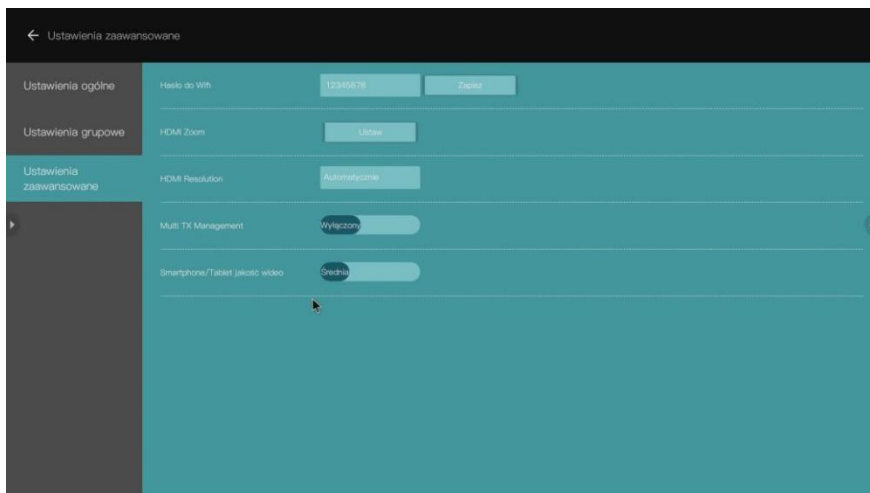 Ustawienia zaawansowane
Ustawienia ogólne
Hasło do Wifi 12345678 Zapisz
Ustawienia grupowe
HDMI Zoom Ustaw
Ustawienia
zaawansowane
HDMI Resolution Automatycznie
Multi TX Management Wyłączony
Smartphone/Tablet jakość wideo Średnia